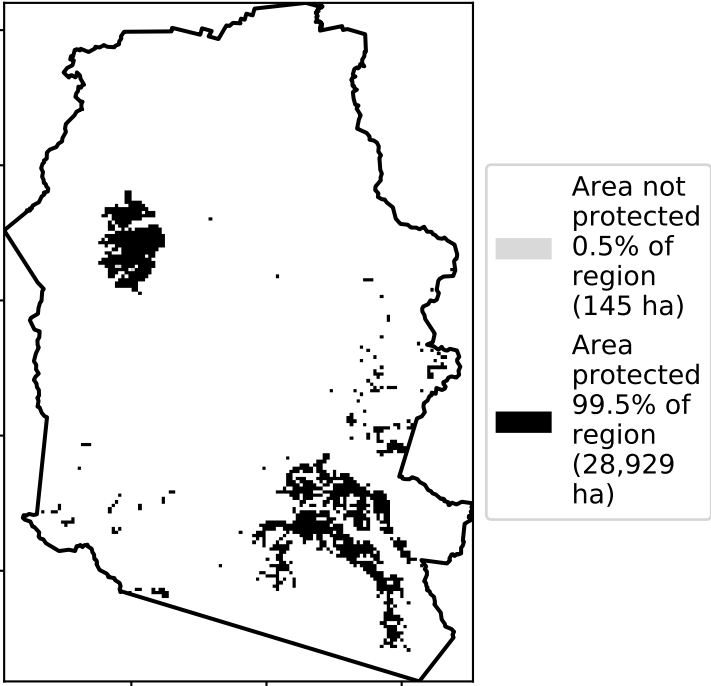 Area not
protected
0.5% of
region
(145 ha)
Area
protected
99.5% of
region
(28,929
ha)